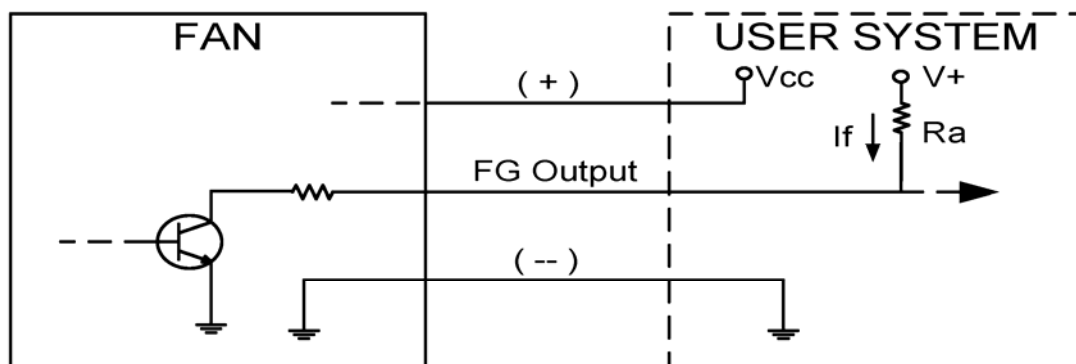 FAN
USER SYSTEM
( + )
Vcc
V+
If
Ra
FG Output
( -- )